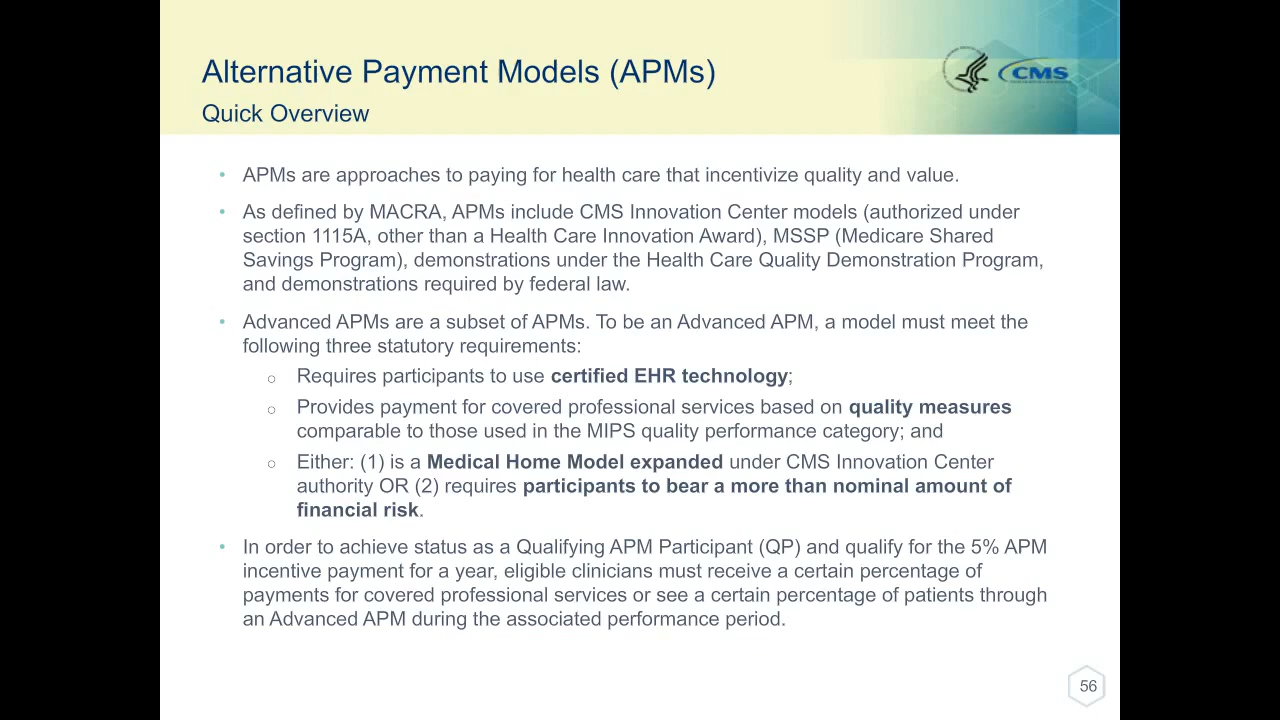 Alternative Payment Models (APMs)
Quick Overview
CMS
• APMs are approaches to paying for health care that incentivize quality and value.
• As defined by MACRA, APMs include CMS Innovation Center models (authorized under
section 1115A, other than a Health Care Innovation Award), MSSP (Medicare Shared
Savings Program), demonstrations under the Health Care Quality Demonstration Program,
and demonstrations required by federal law.
• Advanced APMs are a subset of APMs. To be an Advanced APM, a model must meet the
following three statutory requirements:
○ Requires participants to use certified EHR technology;
○ Provides payment for covered professional services based on quality measures
comparable to those used in the MIPS quality performance category; and
○ Either: (1) is a Medical Home Model expanded under CMS Innovation Center
authority OR (2) requires participants to bear a more than nominal amount of
financial risk.
• In order to achieve status as a Qualifying APM Participant (QP) and qualify for the 5% APM
incentive payment for a year, eligible clinicians must receive a certain percentage of
payments for covered professional services or see a certain percentage of patients through
an Advanced APM during the associated performance period.
56